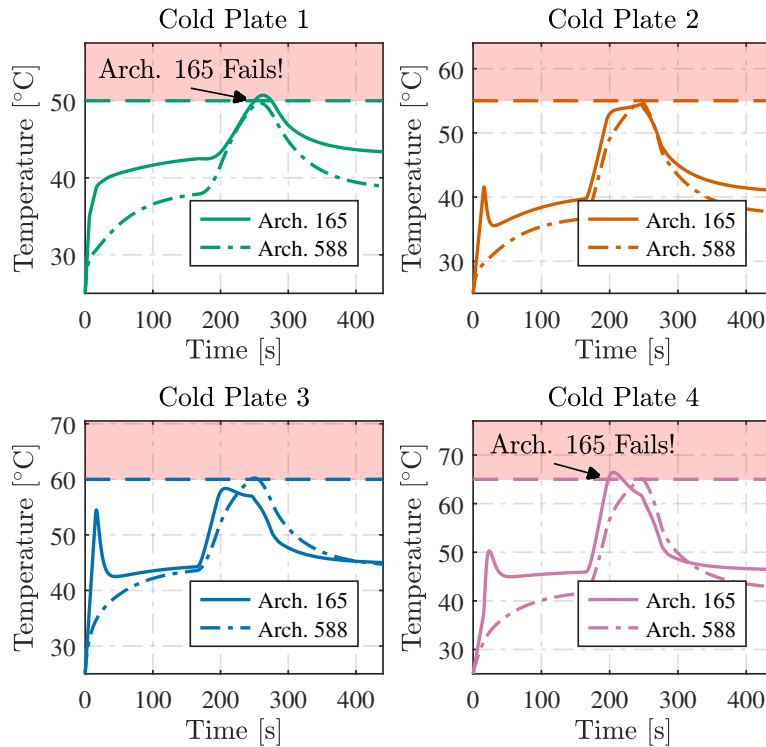 Cold Plate 1
Temperature [°C]
50
40
30
Arch. 165 Fails!
Arch. 165
Arch. 588
0 100 200 300 400
Time [s]
Cold Plate 2
Temperature [°C]
60
50
40
30
Arch. 165
Arch. 588
0 100 200 300 400
Time [s]
Cold Plate 3
Temperature [°C]
70
60
50
40
30
Arch. 165
Arch. 588
0 100 200 300 400
Time [s]
Cold Plate 4
Temperature [°C]
70
60
50
40
30
Arch. 165 Fails!
Arch. 165
Arch. 588
0 100 200 300 400
Time [s]